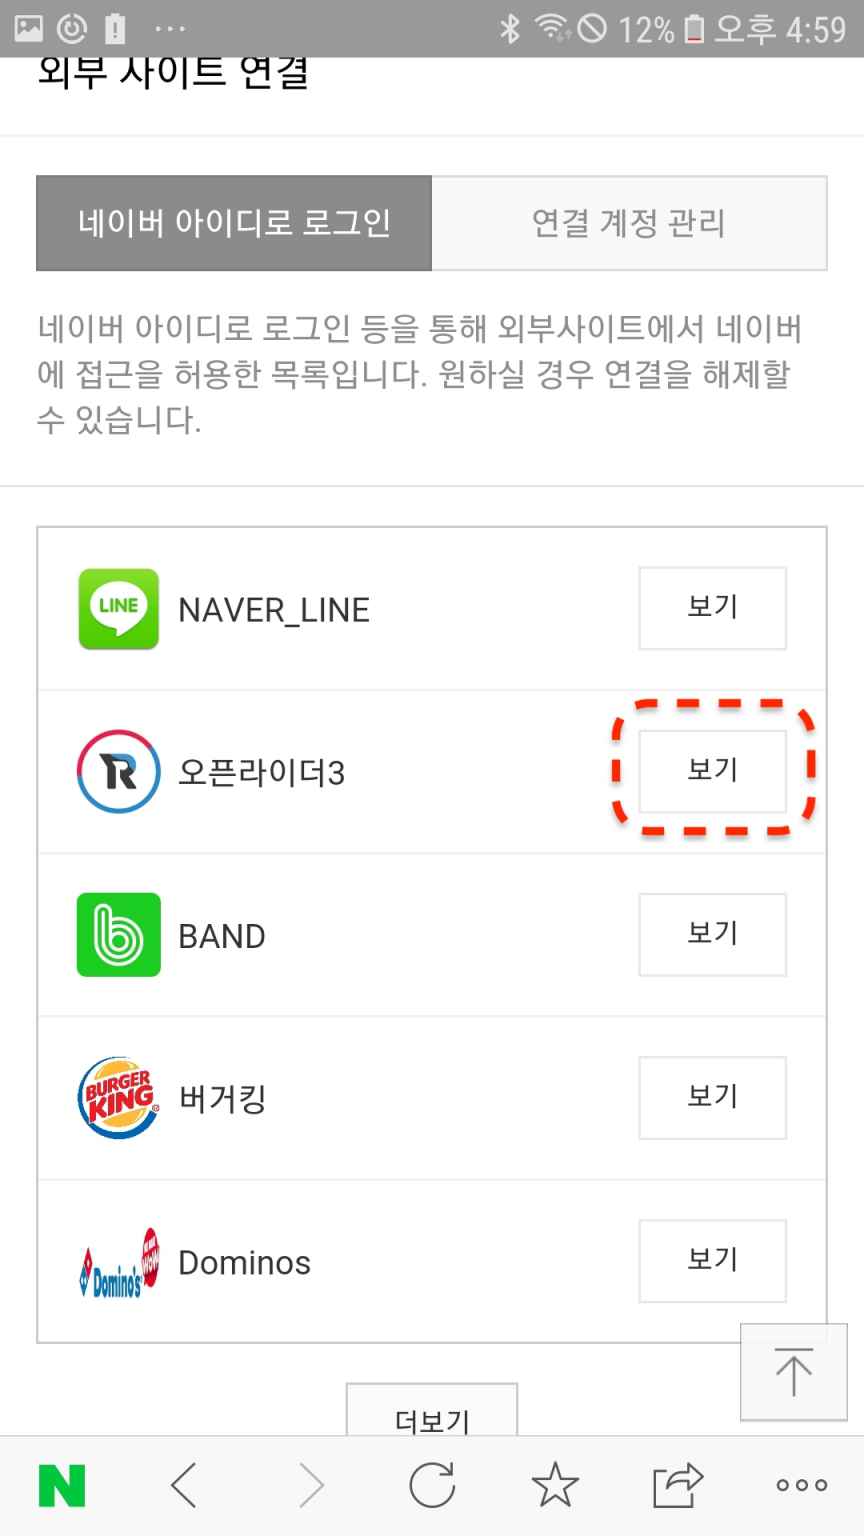 12% 오후 4:59
외부 사이트 연결
네이버 아이디로 로그인
연결 계정 관리
네이버 아이디로 로그인 등을 통해 외부사이트에서 네이버
에 접근을 허용한 목록입니다. 원하실 경우 연결을 해제할
수 있습니다.
LINE
NAVER_LINE
보기
R
오픈라이더3
보기
b
BAND
보기
BURGER
KING
버거킹
보기
Domino's
WOW
Dominos
보기
더보기
N